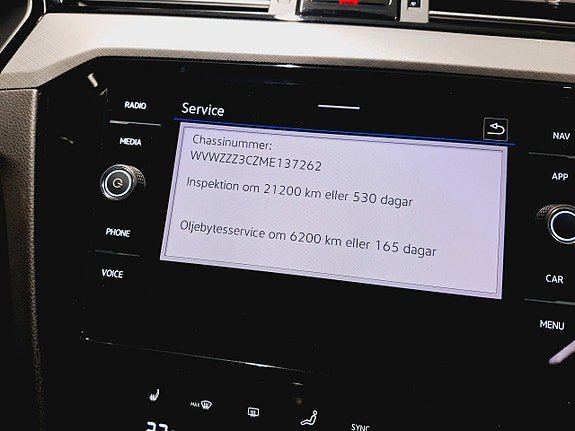 RADIO
MEDIA
PHONE
VOICE
Service
Chassinummer:
WVWZZZ3CZME137262
Inspektion om 21200 km eller 530 dagar
Oljebytesservice om 6200 km eller 165 dagar
NAV
APP
CAR
MENU
MAX
SYNC